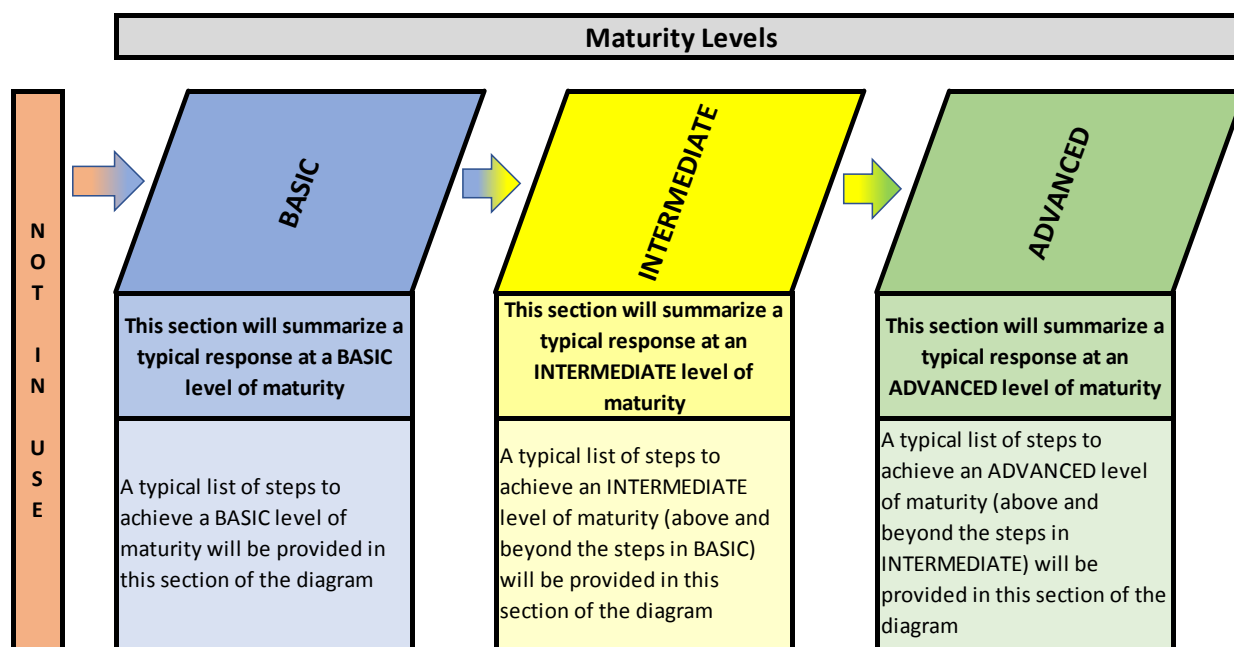 Maturity Levels
NOT IN USE
BASIC
INTERMEDIATE
ADVANCED
This section will summarize a
typical response at a BASIC
level of maturity
This section will summarize a
typical response at an
INTERMEDIATE level of
maturity
This section will summarize a
typical response at an
ADVANCED level of maturity
A typical list of steps to
achieve a BASIC level of
maturity will be provided in
this section of the diagram
A typical list of steps to
achieve an INTERMEDIATE
level of maturity (above and
beyond the steps in BASIC)
will be provided in this
section of the diagram
A typical list of steps to
achieve an ADVANCED level
of maturity (above and
beyond the steps in
INTERMEDIATE) will be
provided in this section of the
diagram